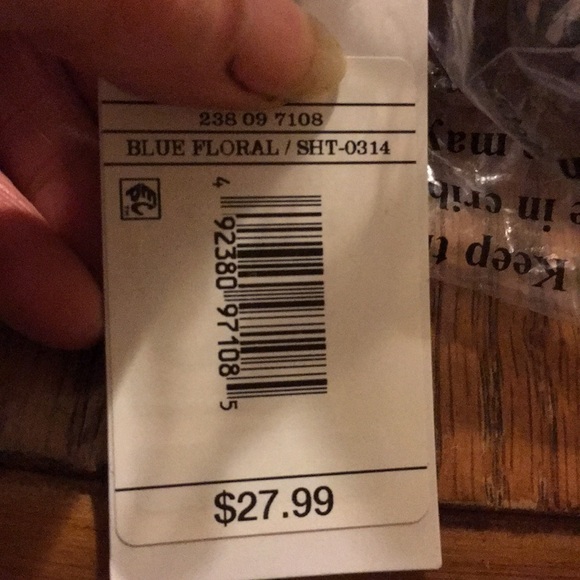 238 09 7108
BLUE FLORAL / SHT-0314
4 92380 97108 5
$27.99
may
e in crib
Keep t